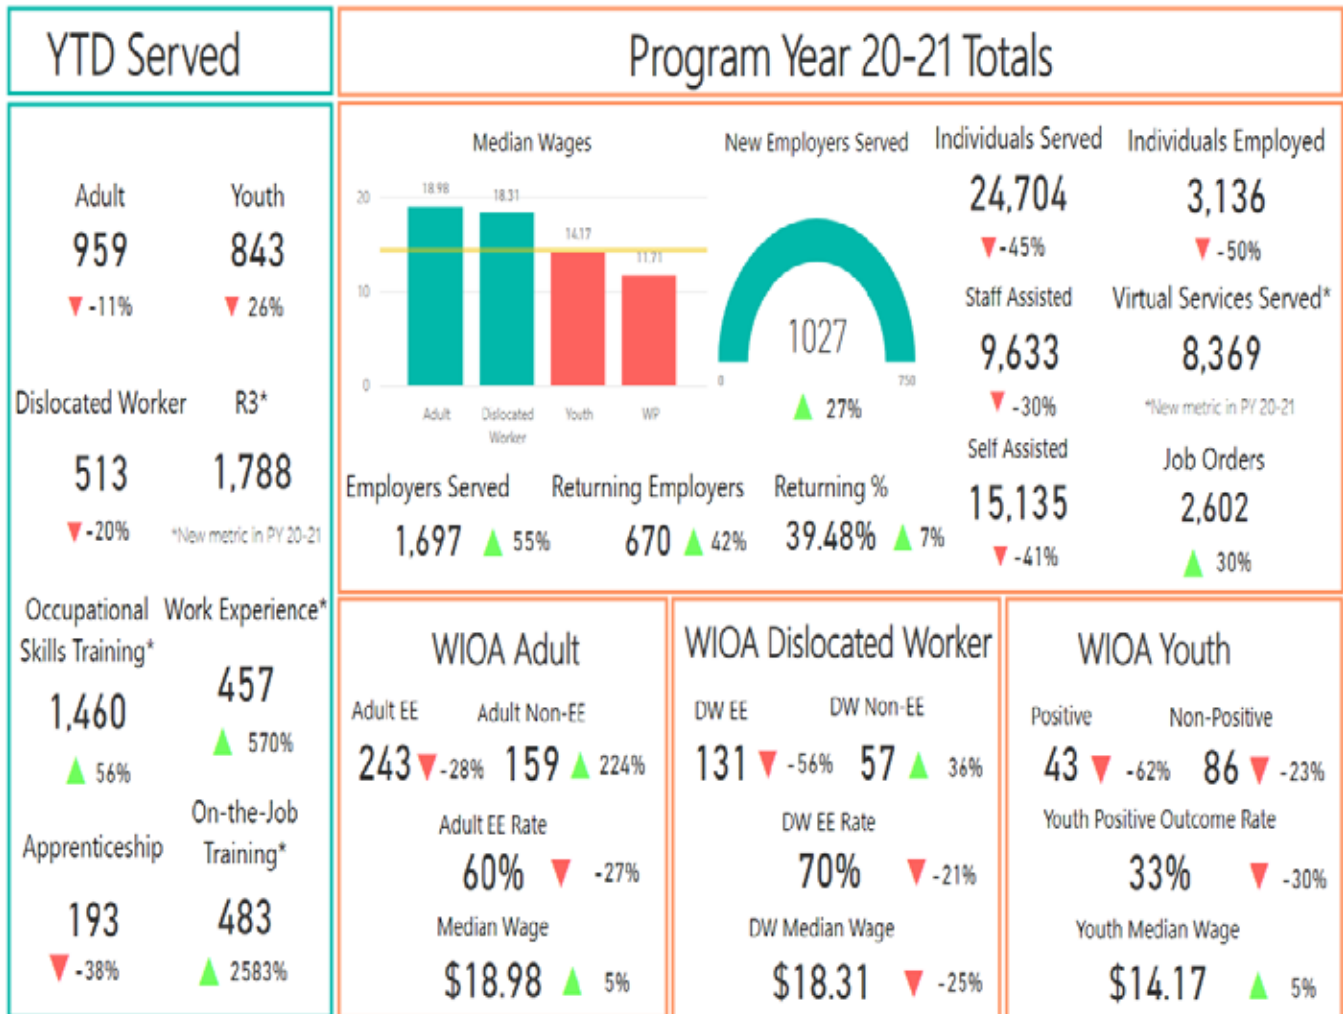 YTD Served
Adult Youth
959 843
▼ -11% ▼ 26%
Dislocated Worker R3*
513 1,788
▼ -20% *New metric in PY 20-21
Occupational Work Experience*
Skills Training*
1,460 457
▲ 56% ▲ 570%
Apprenticeship On-the-Job
Training*
193 483
▼ -38% ▲ 2583%
Program Year 20-21 Totals
Median Wages
20
10
0
18.98
18.31
14.17
11.71
Adult
Dislocated
Worker
Youth
WP
New Employers Served
1027
0 750
▲ 27%
Individuals Served Individuals Employed
24,704 3,136
▼ -45% ▼ -50%
Staff Assisted Virtual Services Served*
9,633 8,369
▼ -30% *New metric in PY 20-21
Self Assisted Job Orders
15,135 2,602
▼ -41% ▲ 30%
Employers Served Returning Employers Returning %
1,697 ▲ 55% 670 ▲ 42% 39.48% ▲ 7%
WIOA Adult
Adult EE Adult Non-EE
243 ▼ -28% 159 ▲ 224%
Adult EE Rate
60% ▼ -27%
Median Wage
$18.98 ▲ 5%
WIOA Dislocated Worker
DW EE DW Non-EE
131 ▼ -56% 57 ▲ 36%
DW EE Rate
70% ▼ -21%
DW Median Wage
$18.31 ▼ -25%
WIOA Youth
Positive Non-Positive
43 ▼ -62% 86 ▼ -23%
Youth Positive Outcome Rate
33% ▼ -30%
Youth Median Wage
$14.17 ▲ 5%